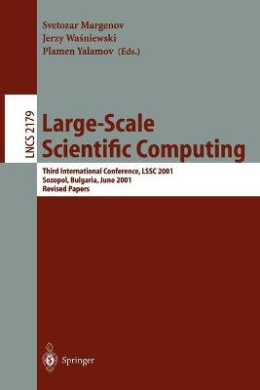 Svetozar Margenov
Jerzy Waśniewski
Plamen Yalamov (Eds.)
LNCS 2179
Large-Scale
Scientific Computing
Third International Conference, LSSC 2001
Sozopol, Bulgaria, June 2001
Revised Papers
Springer